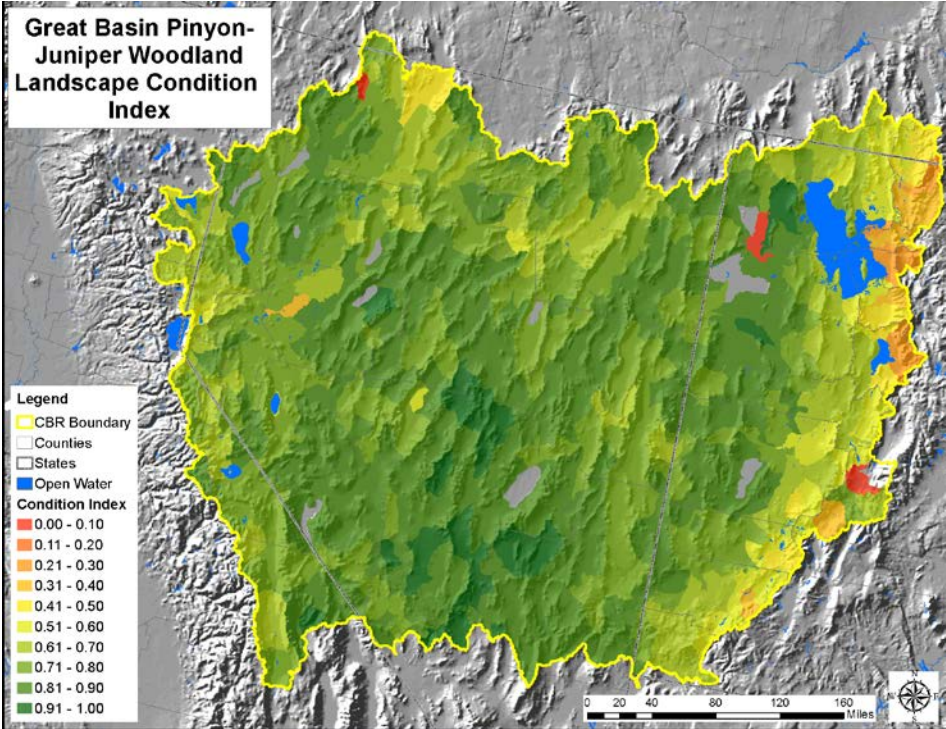 Great Basin Pinyon-
Juniper Woodland
Landscape Condition
Index
Legend
CBR Boundary
Counties
States
Open Water
Condition Index
0.00 - 0.10
0.11 - 0.20
0.21 - 0.30
0.31 - 0.40
0.41 - 0.50
0.51 - 0.60
0.61 - 0.70
0.71 - 0.80
0.81 - 0.90
0.91 - 1.00
0 20 40 80 120 160
Miles
N
E
S